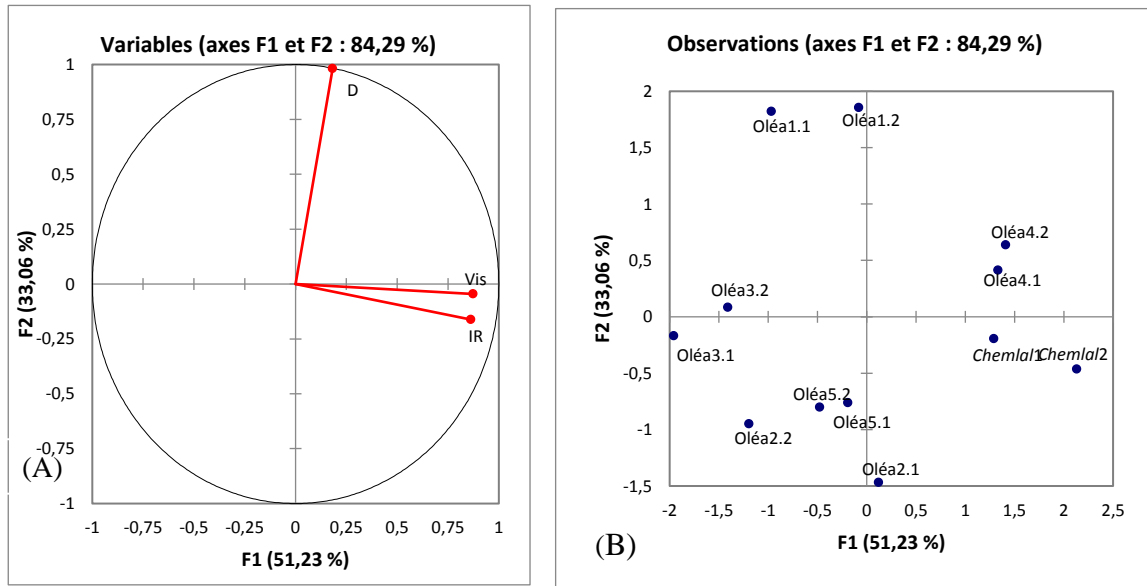 Variables (axes F1 et F2 : 84,29 %)
1
0,75
0,5
0,25
0
-0,25
-0,5
-0,75
-1
F2 (33,06 %)
D
Vis
IR
(A)
-1 -0,75 -0,5 -0,25 0 0,25 0,5 0,75 1
F1 (51,23 %)
Observations (axes F1 et F2 : 84,29 %)
2
1,5
1
0,5
0
-0,5
-1
-1,5
F2 (33,06 %)
Oléa1.1
Oléa1.2
Oléa4.2
Oléa4.1
Oléa3.2
Oléa3.1
Chemlal1
Chemlal2
Oléa5.2
Oléa5.1
Oléa2.2
Oléa2.1
-2 -1,5 -1 -0,5 0 0,5 1 1,5 2 2,5
F1 (51,23 %)
(B)